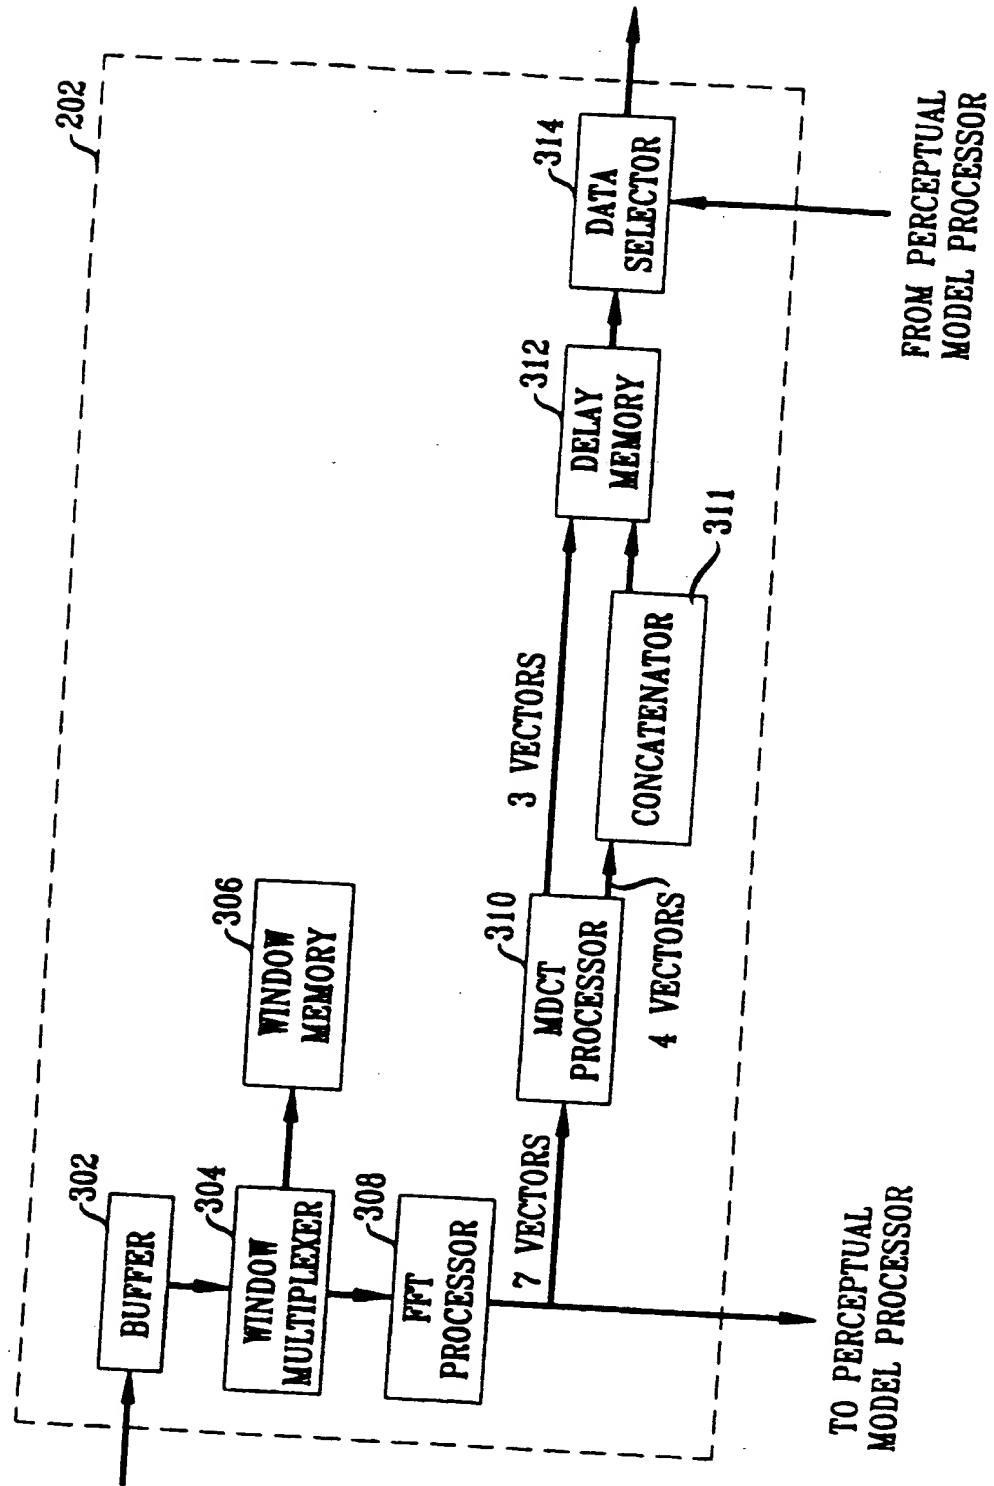 202
302
BUFFER
304
WINDOW
MULTIPLEXER
306
WINDOW
MEMORY
308
FFT
PROCESSOR
7 VECTORS
310
MDCT
PROCESSOR
3 VECTORS
4 VECTORS
CONCATENATOR
311
312
DELAY
MEMORY
314
DATA
SELECTOR
TO PERCEPTUAL
MODEL PROCESSOR
FROM PERCEPTUAL
MODEL PROCESSOR